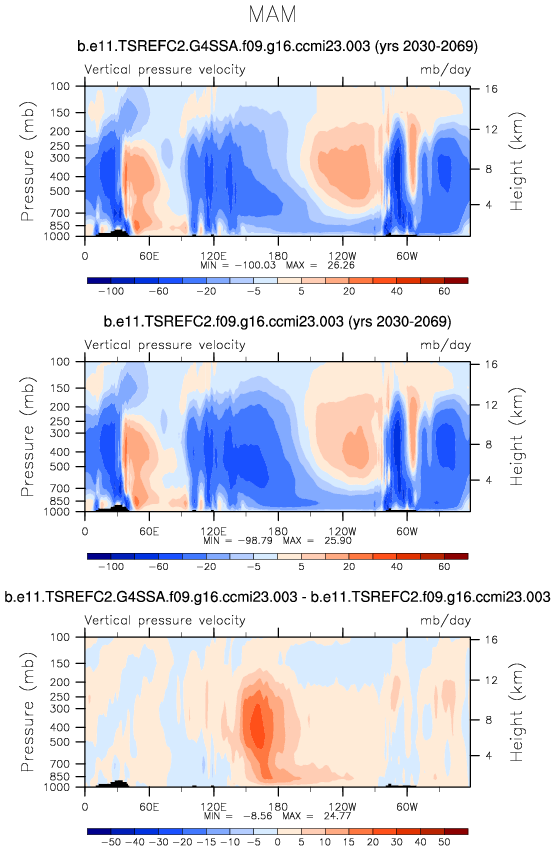 MAM
b.e11.TSREFC2.G4SSA.f09.g16.ccmi23.003 (yrs 2030-2069)
Vertical pressure velocity mb/day
Pressure (mb)
100
150
200
250
300
400
500
700
850
1000
16
12
8
4
Height (km)
0 60E 120E 180 120W 60W
MIN = -100.03 MAX = 26.26
-100 -60 -20 -5 5 20 40 60
b.e11.TSREFC2.f09.g16.ccmi23.003 (yrs 2030-2069)
Vertical pressure velocity mb/day
Pressure (mb)
100
150
200
250
300
400
500
700
850
1000
16
12
8
4
Height (km)
0 60E 120E 180 120W 60W
MIN = -98.79 MAX = 25.90
-100 -60 -20 -5 5 20 40 60
b.e11.TSREFC2.G4SSA.f09.g16.ccmi23.003 - b.e11.TSREFC2.f09.g16.ccmi23.003
Vertical pressure velocity mb/day
Pressure (mb)
100
150
200
250
300
400
500
700
850
1000
16
12
8
4
Height (km)
0 60E 120E 180 120W 60W
MIN = -8.56 MAX = 24.77
-50 -40 -30 -20 -15 -10 -5 0 5 10 15 20 30 40 50